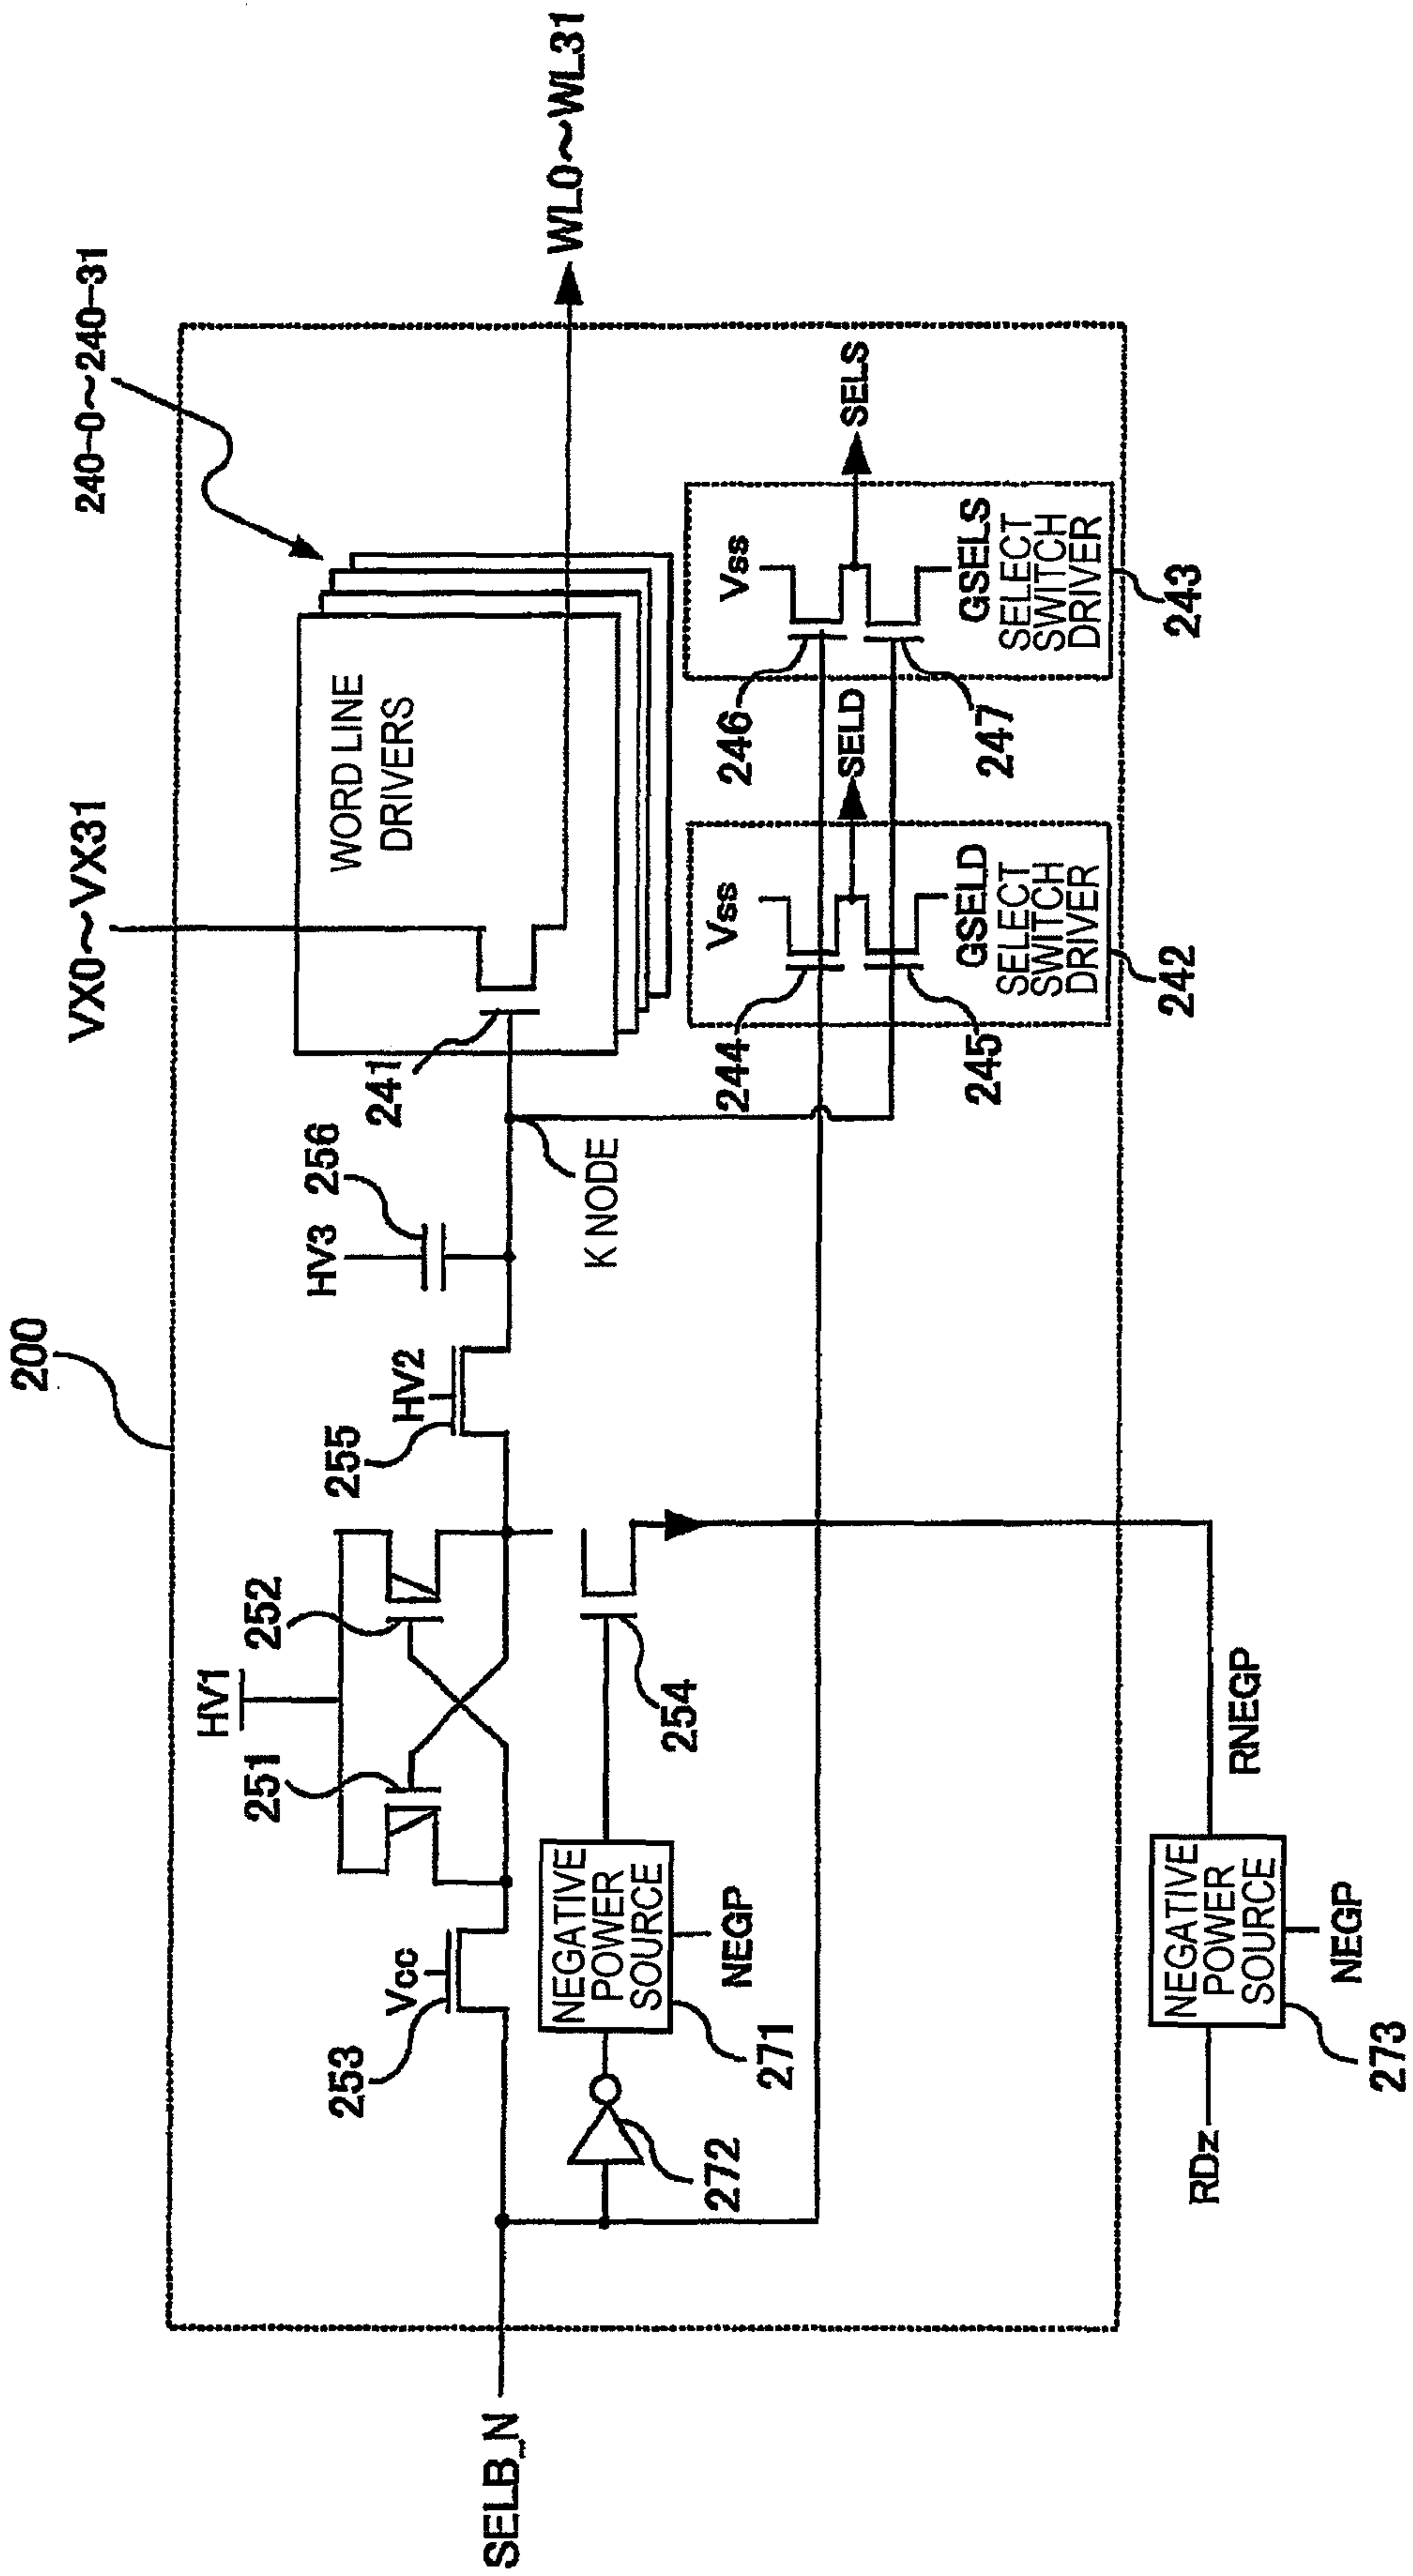 200
240-0~240-31
VX0~VX31
WL0~WL31
WORD LINE
DRIVERS
HV1
251
252
HV2
255
HV3
256
241
K NODE
Vcc
253
254
NEGATIVE
POWER
SOURCE
NEGP
271
272
SELB_N
Vss
244
245
SELD
GSELD
SELECT
SWITCH
DRIVER
242
Vss
246
247
SELS
GSELS
SELECT
SWITCH
DRIVER
243
RDz
NEGATIVE
POWER
SOURCE
NEGP
273
RNEGP